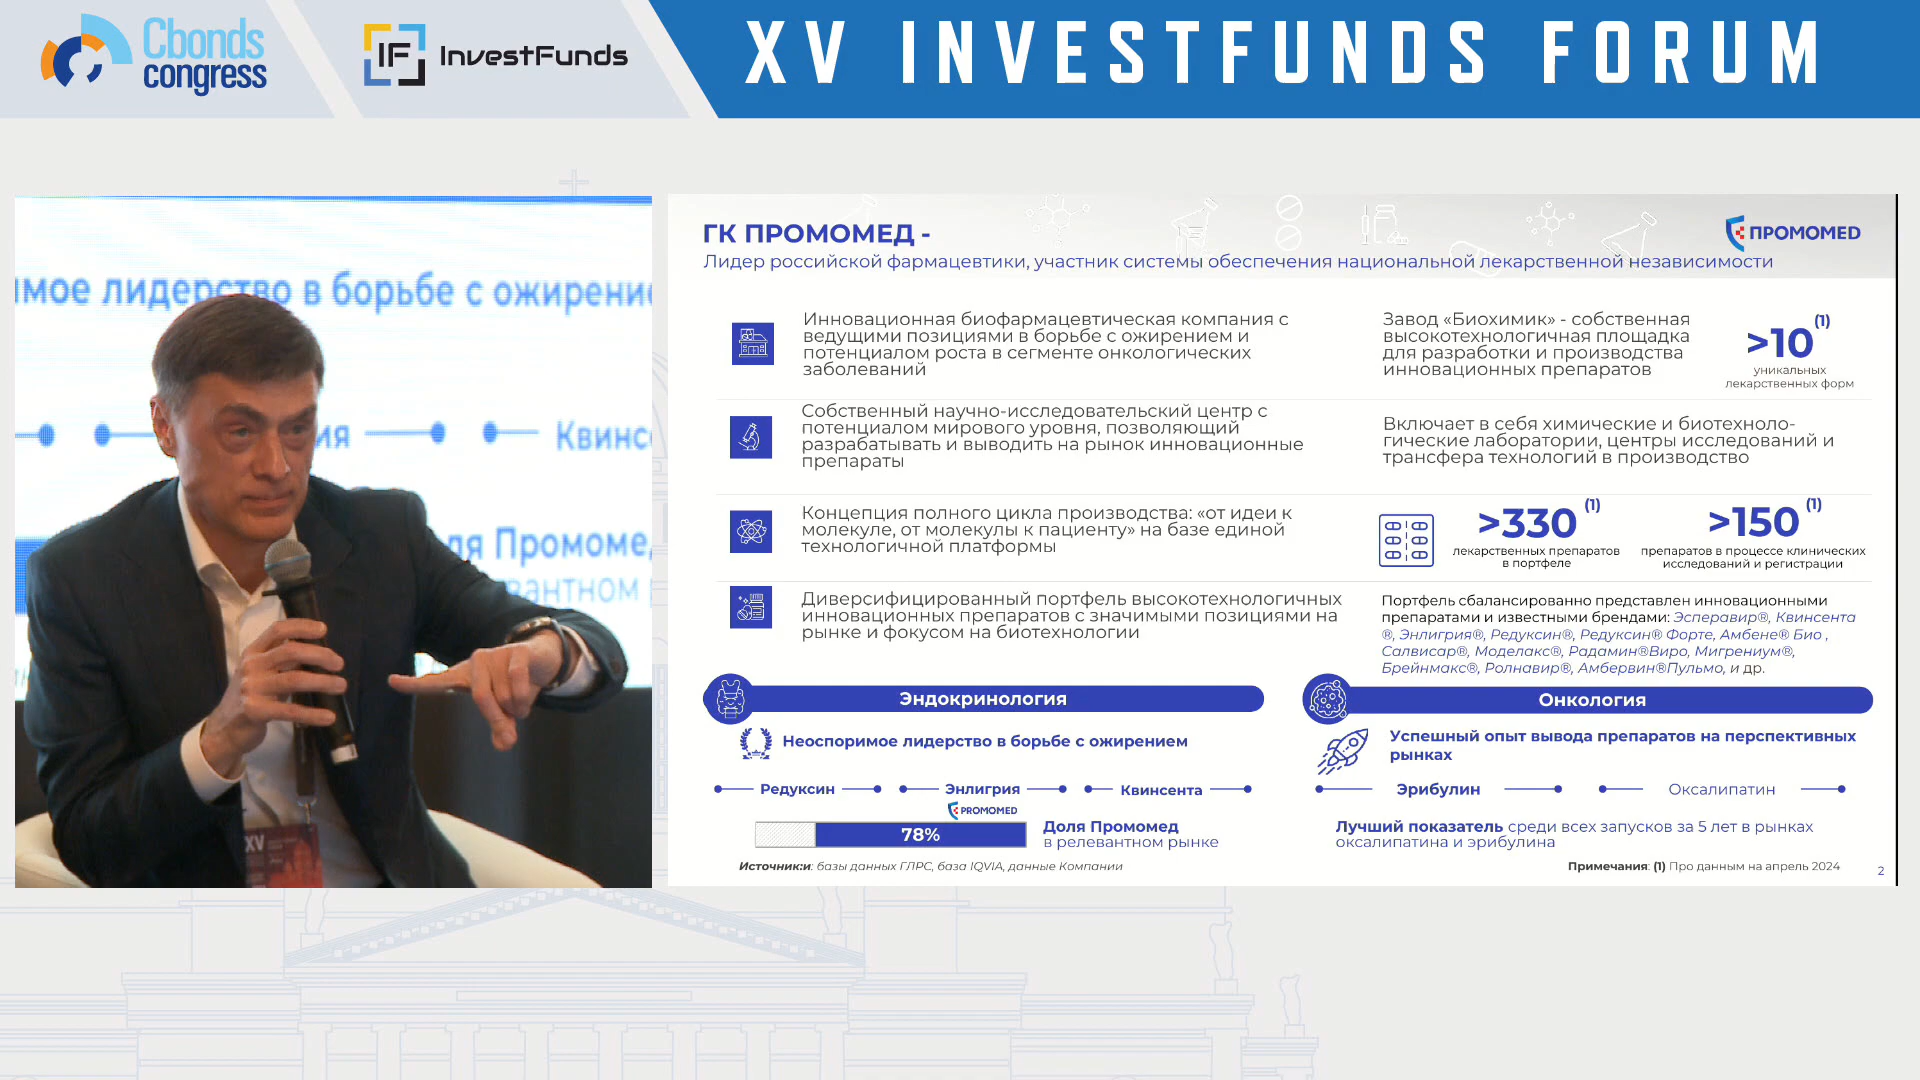 Cbonds
congress
IF InvestFunds
XV INVESTFUNDS FORUM
мое лидерство в борьбе с ожирение
ия
Квинс
ля Промомед
вантном
XV
ГК ПРОМОМЕД -
Лидер российской фармацевтики, участник системы обеспечения национальной лекарственной независимости
ПРОМОМЕД
Инновационная биофармацевтическая компания с
ведущими позициями в борьбе с ожирением и
потенциалом роста в сегменте онкологических
заболеваний
Завод «Биохимик» - собственная
высокотехнологичная площадка
для разработки и производства
инновационных препаратов
>10 (1)
уникальных
лекарственных форм
Собственный научно-исследовательский центр с
потенциалом мирового уровня, позволяющий
разрабатывать и выводить на рынок инновационные
препараты
Включает в себя химические и биотехноло-
гические лаборатории, центры исследований и
трансфера технологий в производство
Концепция полного цикла производства: «от идеи к
молекуле, от молекулы к пациенту» на базе единой
технологичной платформы
>330 (1)
лекарственных препаратов
в портфеле
>150 (1)
препаратов в процессе клинических
исследований и регистрации
Диверсифицированный портфель высокотехнологичных
инновационных препаратов с значимыми позициями на
рынке и фокусом на биотехнологии
Портфель сбалансированно представлен инновационными
препаратами и известными брендами: Эсперавир®, Квинсента
®, Энлигрия®, Редуксин®, Редуксин® Форте, Амбене® Био ,
Салвисар®, Моделакс®, Радамин®Виро, Мигрениум®,
Брейнмакс®, Ролнавир®, Амбервин®Пульмо, и др.
Эндокринология
Неоспоримое лидерство в борьбе с ожирением
Редуксин
Энлигрия
Квинсента
PROMOMED
78%
Доля Промомед
в релевантном рынке
Источник:и: базы данных ГЛРС, база IQVIA, данные Компании
Онкология
Успешный опыт вывода препаратов на перспективных
рынках
Эрибулин
Оксалипатин
Лучший показатель среди всех запусков за 5 лет в рынках
оксалипатина и эрибулина
Примечания: (1) Про данным на апрель 2024
2